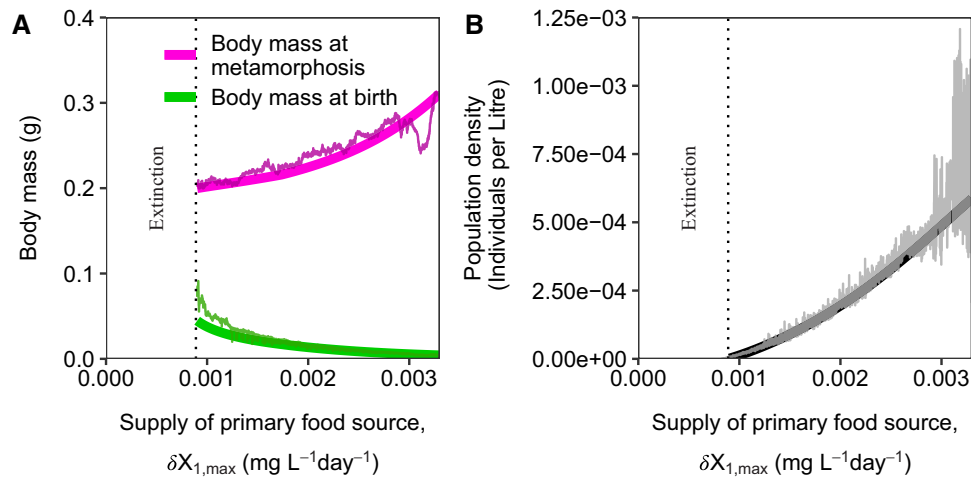 A
Body mass (g)
0.4
0.3
0.2
0.1
0.0
Body mass at
metamorphosis
Body mass at birth
Extinction
0.000
0.001
0.002
0.003
Supply of primary food source,
δX1,max (mg L−1day−1)
B
Population density
(Individuals per Litre)
1.25e−03
1.00e−03
7.50e−04
5.00e−04
2.50e−04
0.00e+00
Extinction
0.000
0.001
0.002
0.003
Supply of primary food source,
δX1,max (mg L−1day−1)